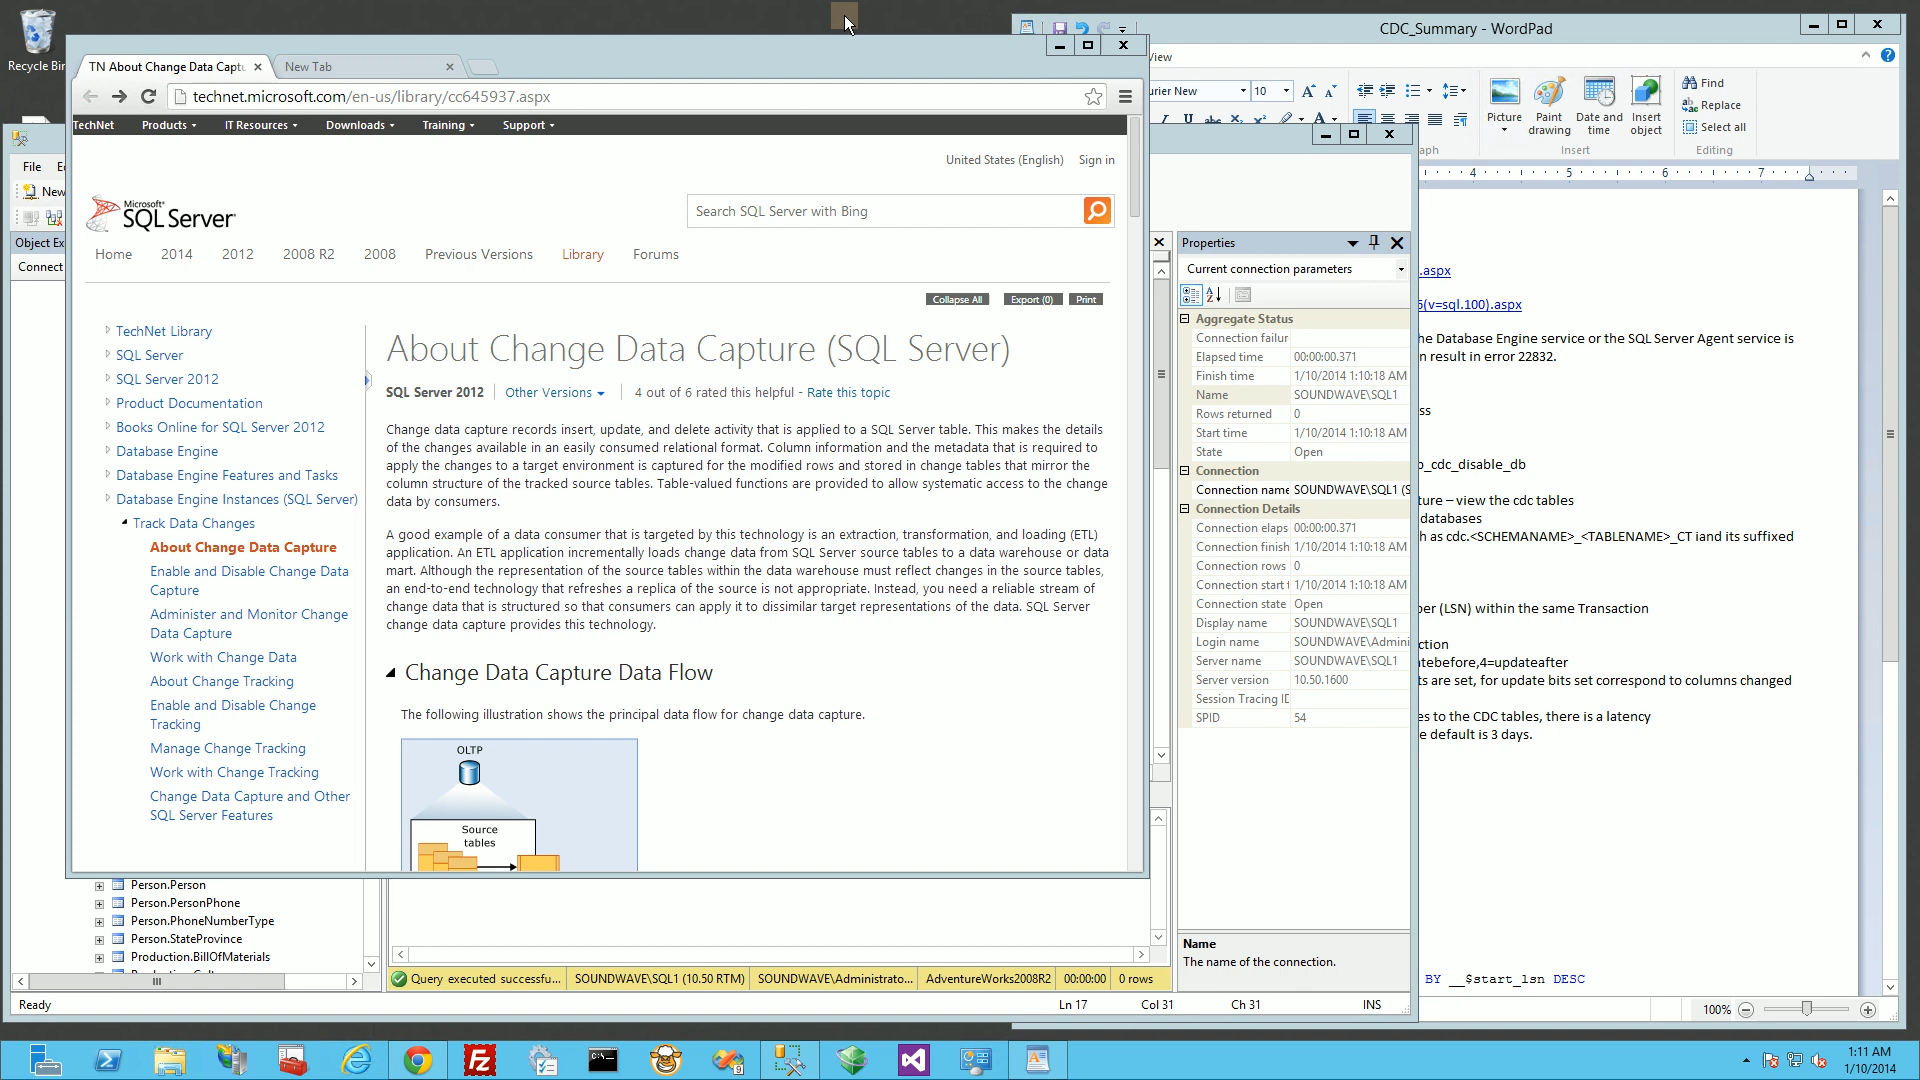 Recycle Bin
CDC_Summary - WordPad
TN About Change Data Captu
New Tab
View
technet.microsoft.com/en-us/library/cc645937.aspx
urier New
10
Find
Replace
Select all
Picture
Paint drawing
Date and time
Insert object
Insert
Editing
TechNet
Products
IT Resources
Downloads
Training
Support
United States (English)
Sign in
Microsoft
SQL Server
Search SQL Server with Bing
Home
2014
2012
2008 R2
2008
Previous Versions
Library
Forums
Collapse All
Export (0)
Print
TechNet Library
SQL Server
SQL Server 2012
Product Documentation
Books Online for SQL Server 2012
Database Engine
Database Engine Features and Tasks
Database Engine Instances (SQL Server)
Track Data Changes
About Change Data Capture
Enable and Disable Change Data
Capture
Administer and Monitor Change
Data Capture
Work with Change Data
About Change Tracking
Enable and Disable Change
Tracking
Manage Change Tracking
Work with Change Tracking
Change Data Capture and Other
SQL Server Features
About Change Data Capture (SQL Server)
SQL Server 2012
Other Versions
4 out of 6 rated this helpful - Rate this topic
Change data capture records insert, update, and delete activity that is applied to a SQL Server table. This makes the details
of the changes available in an easily consumed relational format. Column information and the metadata that is required to
apply the changes to a target environment is captured for the modified rows and stored in change tables that mirror the
column structure of the tracked source tables. Table-valued functions are provided to allow systematic access to the change
data by consumers.
A good example of a data consumer that is targeted by this technology is an extraction, transformation, and loading (ETL)
application. An ETL application incrementally loads change data from SQL Server source tables to a data warehouse or data
mart. Although the representation of the source tables within the data warehouse must reflect changes in the source tables,
an end-to-end technology that refreshes a replica of the source is not appropriate. Instead, you need a reliable stream of
change data that is structured so that consumers can apply it to dissimilar target representations of the data. SQL Server
change data capture provides this technology.
Change Data Capture Data Flow
The following illustration shows the principal data flow for change data capture.
OLTP
Source
tables
File
New
Object Ex
Connect
Person.Person
Person.PersonPhone
Person.PhoneNumberType
Person.StateProvince
Production.BillOfMaterials
Properties
Current connection parameters
Aggregate Status
Connection failur
Elapsed time 00:00:00.371
Finish time 1/10/2014 1:10:18 AM
Name SOUNDWAVE\SQL1
Rows returned 0
Start time 1/10/2014 1:10:18 AM
State Open
Connection
Connection name SOUNDWAVE\SQL1 (S
Connection Details
Connection elaps 00:00:00.371
Connection finish 1/10/2014 1:10:18 AM
Connection rows 0
Connection start t 1/10/2014 1:10:18 AM
Connection state Open
Display name SOUNDWAVE\SQL1
Login name SOUNDWAVE\Admini
Server name SOUNDWAVE\SQL1
Server version 10.50.1600
Session Tracing ID
SPID 54
Name
The name of the connection.
4 5 6 7
.aspx
5(v=sql.100).aspx
he Database Engine service or the SQL Server Agent service is
n result in error 22832.
ss
p_cdc_disable_db
ture – view the cdc tables
databases
h as cdc.<SCHEMANAME>_<TABLENAME>_CT iand its suffixed
per (LSN) within the same Transaction
ction
tebefore,4=updateafter
ts are set, for update bits set correspond to columns changed
es to the CDC tables, there is a latency
e default is 3 days.
BY __$start_lsn DESC
100%
Query executed successfu...
SOUNDWAVE\SQL1 (10.50 RTM)
SOUNDWAVE\Administrato...
AdventureWorks2008R2
00:00:00
0 rows
Ready
Ln 17
Col 31
Ch 31
INS
1:11 AM
1/10/2014